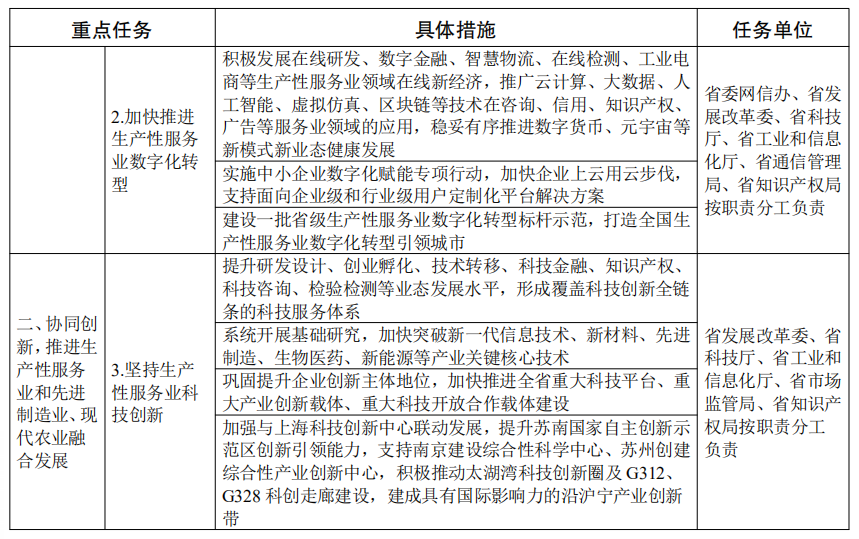 重点任务
具体措施
任务单位
2.加快推进
生产性服务
业数字化转
型
积极发展在线研发、数字金融、智慧物流、在线检测、工业电
商等生产性服务业领域在线新经济，推广云计算、大数据、人
工智能、虚拟仿真、区块链等技术在咨询、信用、知识产权、
广告等服务业领域的应用，稳妥有序推进数字货币、元宇宙等
新模式新业态健康发展
实施中小企业数字化赋能专项行动，加快企业上云用云步伐，
支持面向企业级和行业级用户定制化平台解决方案
建设一批省级生产性服务业数字化转型标杆示范，打造全国生
产性服务业数字化转型引领城市
省委网信办、省发
展改革委、省科技
厅、省工业和信息
化厅、省通信管理
局、省知识产权局
按职责分工负责
二、协同创
新，推进生
产性服务业
和先进
制造业、现
代农业融
合发展
3.坚持生产
性服务业科
技创新
提升研发设计、创业孵化、技术转移、科技金融、知识产权、
科技咨询、检验检测等业态发展水平，形成覆盖科技创新全链
条的科技服务体系
系统开展基础研究，加快突破新一代信息技术、新材料、先进
制造、生物医药、新能源等产业关键核心技术
巩固提升企业创新主体地位，加快推进全省重大科技平台、重
大产业创新载体、重大科技开放合作载体建设
加强与上海科技创新中心联动发展，提升苏南国家自主创新示
范区创新引领能力，支持南京建设综合性科学中心、苏州创建
综合性产业创新中心，积极推动太湖湾科技创新圈及 G312、
G328 科创走廊建设，建成具有国际影响力的沿沪宁产业创新
带
省发展改革委、省
科技厅、省工业和
信息化厅、省市场
监管局、省知识产
权局按职责分工
负责